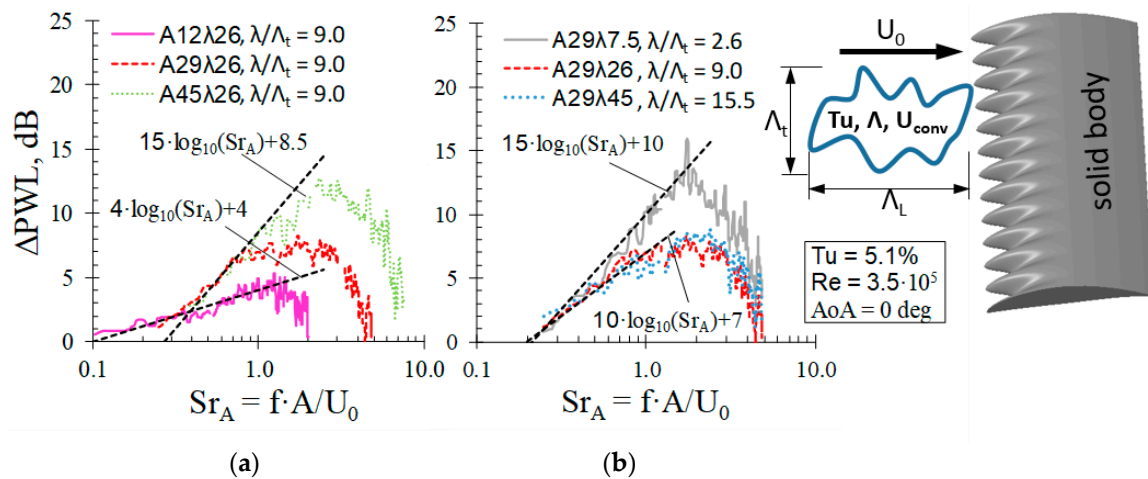 25
20
15
10
5
0
ΔPWL, dB
A12λ26, λ/Λt = 9.0
A29λ26, λ/Λt = 9.0
A45λ26, λ/Λt = 9.0
15·log10(SrA)+8.5
4·log10(SrA)+4
0.1
1.0
10.0
SrA = f·A/U0
(a)
25
20
15
10
5
0
A29λ7.5, λ/Λt = 2.6
A29λ26 , λ/Λt = 9.0
A29λ45 , λ/Λt = 15.5
15·log10(SrA)+10
10·log10(SrA)+7
0.1
1.0
10.0
SrA = f·A/U0
(b)
U0
Λt
Tu, Λ, Uconv
ΛL
solid body
Tu = 5.1%
Re = 3.5·10⁵
AoA = 0 deg